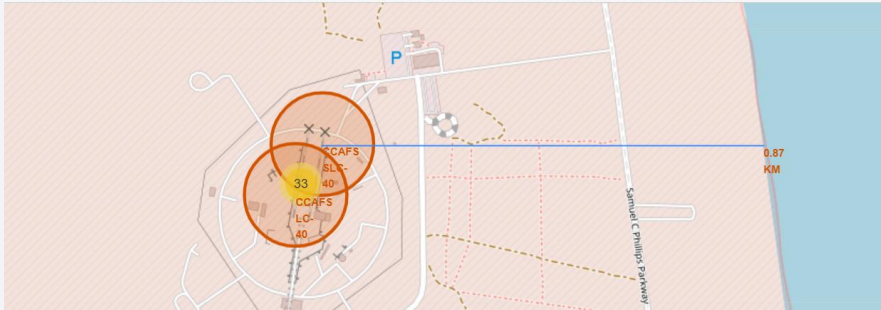 P
CCAFS
SLC-
40
0.87
KM
33
CCAFS
LC-
40
Samuel C Phillips Parkway